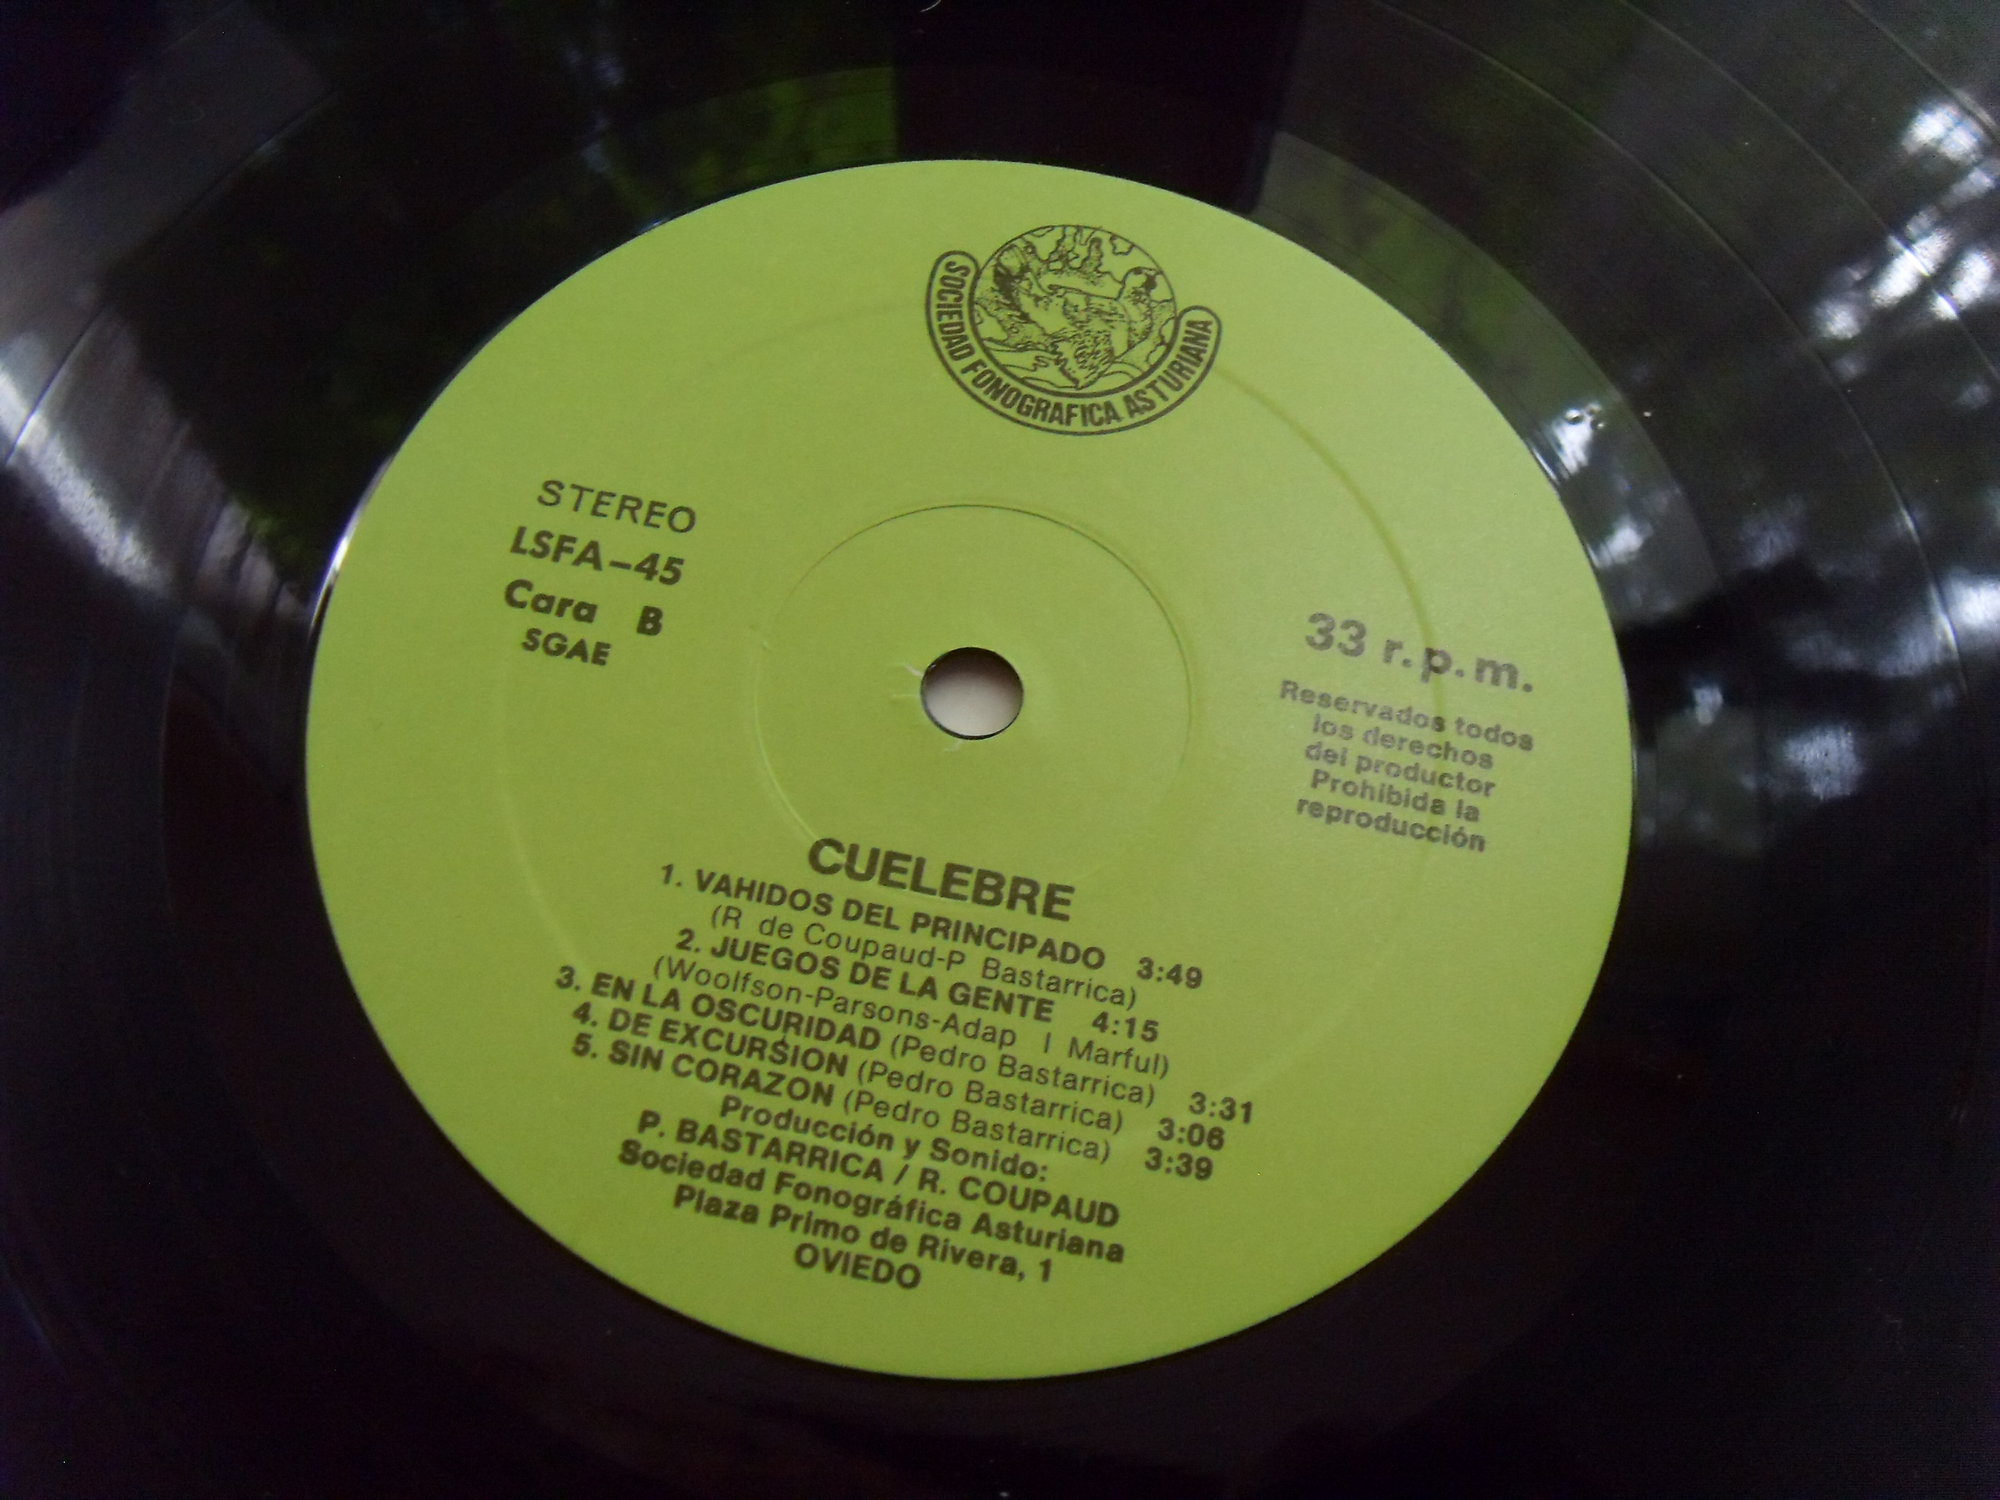 SOCIEDAD FONOGRAFICA ASTURIANA
STEREO
LSFA-45
Cara B
SGAE
33 r.p.m.
Reservados todos
los derechos
del productor
Prohibida la
reproducción
CUELEBRE
1. VAHIDOS DEL PRINCIPADO 3:49
(R de Coupaud-P Bastarrica)
2. JUEGOS DE LA GENTE 4:15
(Woolfson-Parsons-Adap I Marful)
3. EN LA OSCURIDAD (Pedro Bastarrica) 3:31
4. DE EXCURSION (Pedro Bastarrica) 3:06
5. SIN CORAZON (Pedro Bastarrica) 3:39
Producción y Sonido:
P. BASTARRICA / R. COUPAUD
Sociedad Fonográfica Asturiana
Plaza Primo de Rivera, 1
OVIEDO